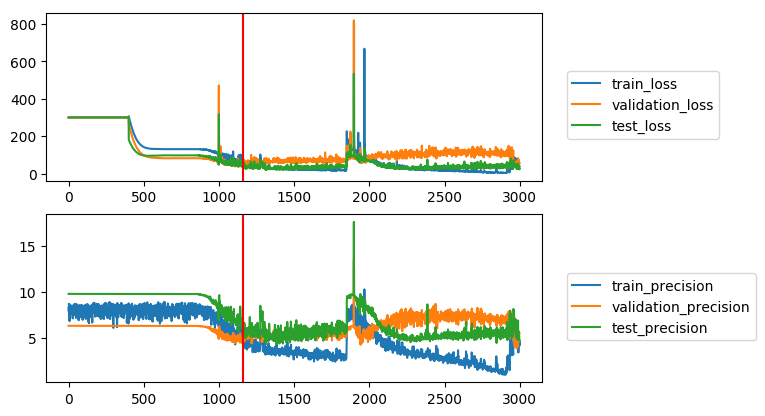 800
600
400
200
0
0 500 1000 1500 2000 2500 3000
train_loss
validation_loss
test_loss
15
10
5
0 500 1000 1500 2000 2500 3000
train_precision
validation_precision
test_precision